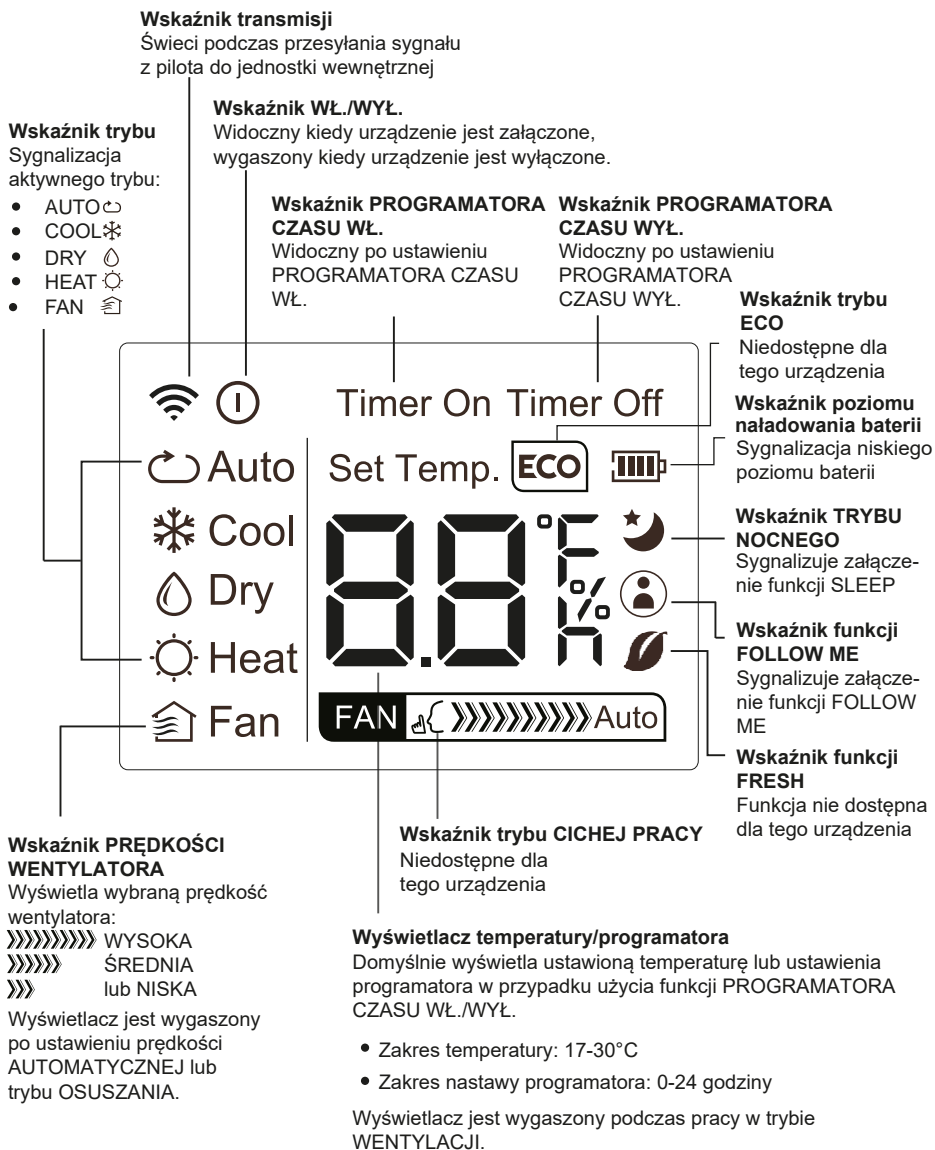 Wskaźnik transmisji
Świeci podczas przesyłania sygnału
z pilota do jednostki wewnętrznej
Wskaźnik WŁ./WYŁ.
Widoczny kiedy urządzenie jest załączone,
wygaszony kiedy urządzenie jest wyłączone.
Wskaźnik trybu
Sygnalizacja
aktywnego trybu:
• AUTO
• COOL
• DRY
• HEAT
• FAN
Wskaźnik PROGRAMATORA
CZASU WŁ.
Widoczny po ustawieniu
PROGRAMATORA CZASU
WŁ.
Wskaźnik PROGRAMATORA
CZASU WYŁ.
Widoczny po ustawieniu
PROGRAMATORA
CZASU WYŁ.
Wskaźnik trybu
ECO
Niedostępne dla
tego urządzenia
Wskaźnik poziomu
naładowania baterii
Sygnalizacja niskiego
poziomu baterii
Wskaźnik TRYBU
NOCNEGO
Sygnalizuje załącze-
nie funkcji SLEEP
Wskaźnik funkcji
FOLLOW ME
Sygnalizuje załącze-
nie funkcji FOLLOW
ME
Wskaźnik funkcji
FRESH
Funkcja nie dostępna
dla tego urządzenia
Timer On Timer Off
Auto
Set Temp. ECO
Cool
Dry
Heat
Fan
8.8 °F % h
FAN Auto
Wskaźnik PRĘDKOŚCI
WENTYLATORA
Wyświetla wybraną prędkość
wentylatora:
WYSOKA
ŚREDNIA
lub NISKA
Wyświetlacz jest wygaszony
po ustawieniu prędkości
AUTOMATYCZNEJ lub
trybu OSUSZANIA.
Wskaźnik trybu CICHEJ PRACY
Niedostępne dla
tego urządzenia
Wyświetlacz temperatury/programatora
Domyślnie wyświetla ustawioną temperaturę lub ustawienia
programatora w przypadku użycia funkcji PROGRAMATORA
CZASU WŁ./WYŁ.
• Zakres temperatury: 17-30°C
• Zakres nastawy programatora: 0-24 godziny
Wyświetlacz jest wygaszony podczas pracy w trybie
WENTYLACJI.